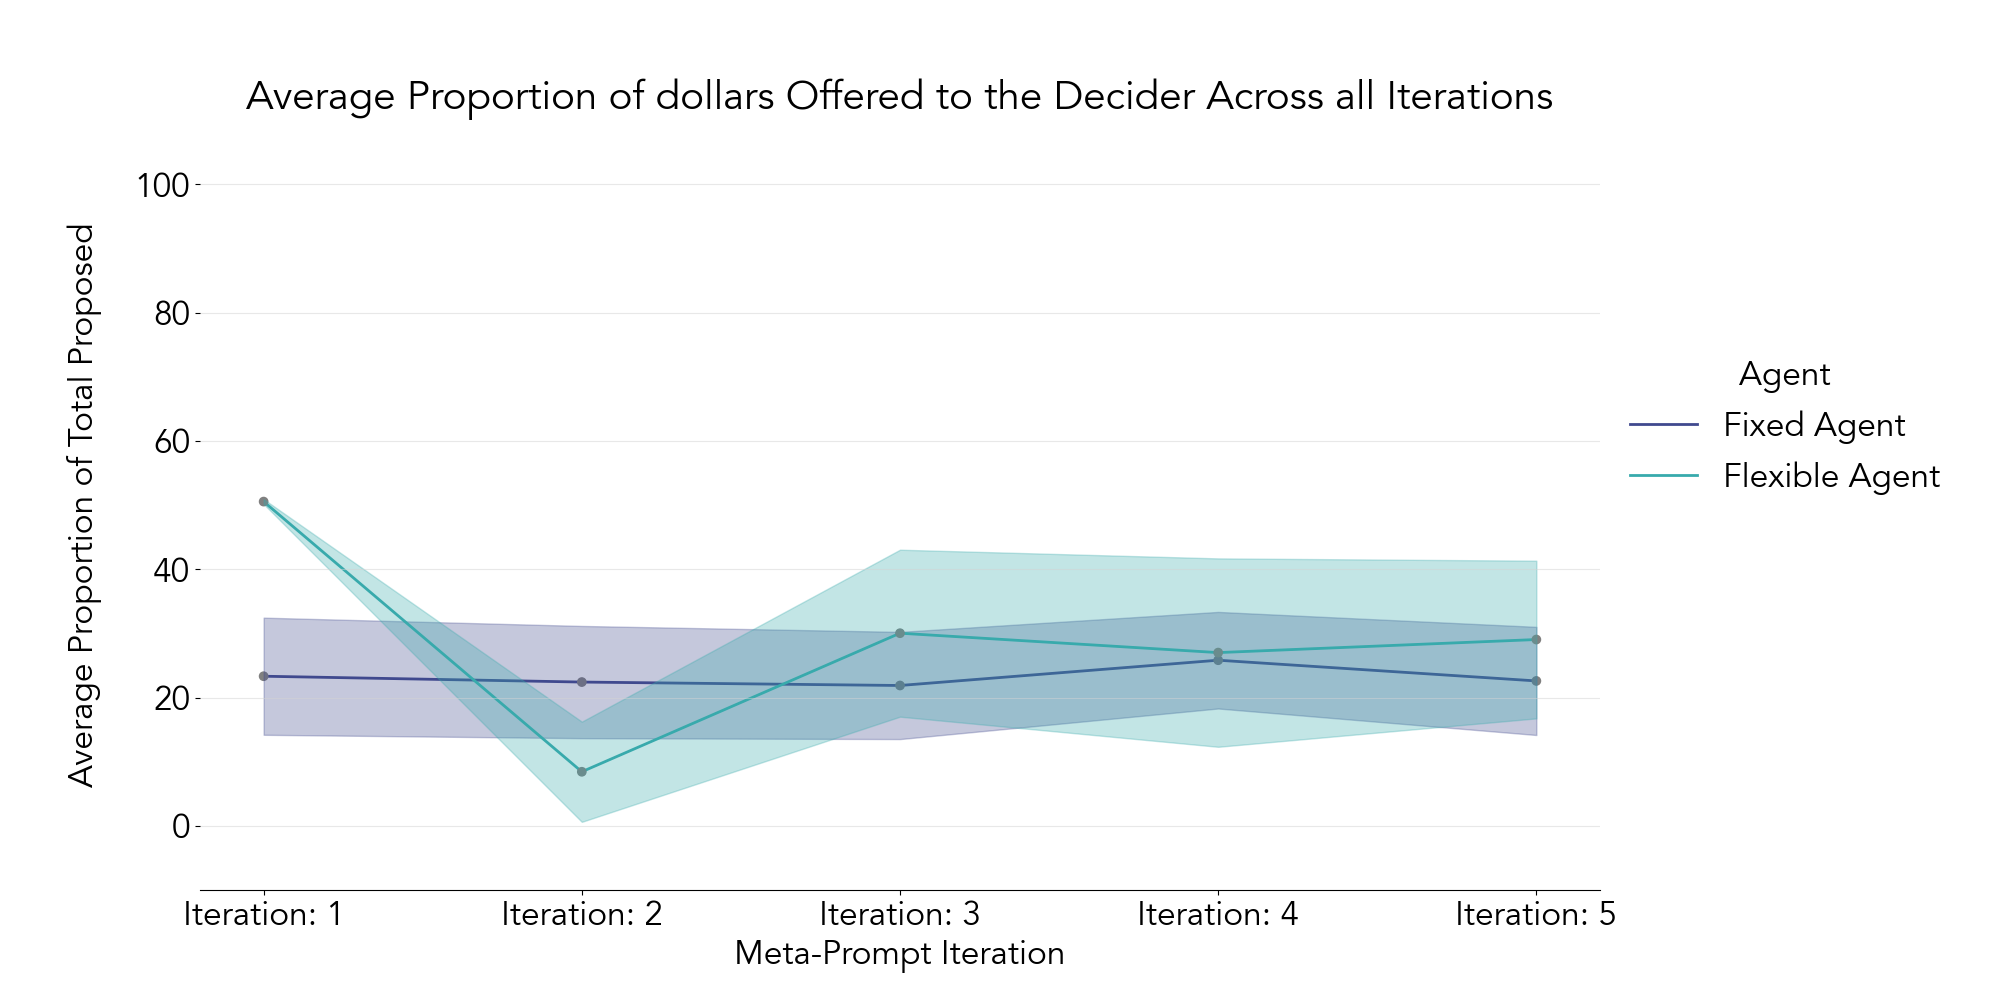 Average Proportion of dollars Offered to the Decider Across all Iterations
Average Proportion of Total Proposed
100
80
60
40
20
0
Iteration: 1
Iteration: 2
Iteration: 3
Iteration: 4
Iteration: 5
Meta-Prompt Iteration
Agent
Fixed Agent
Flexible Agent